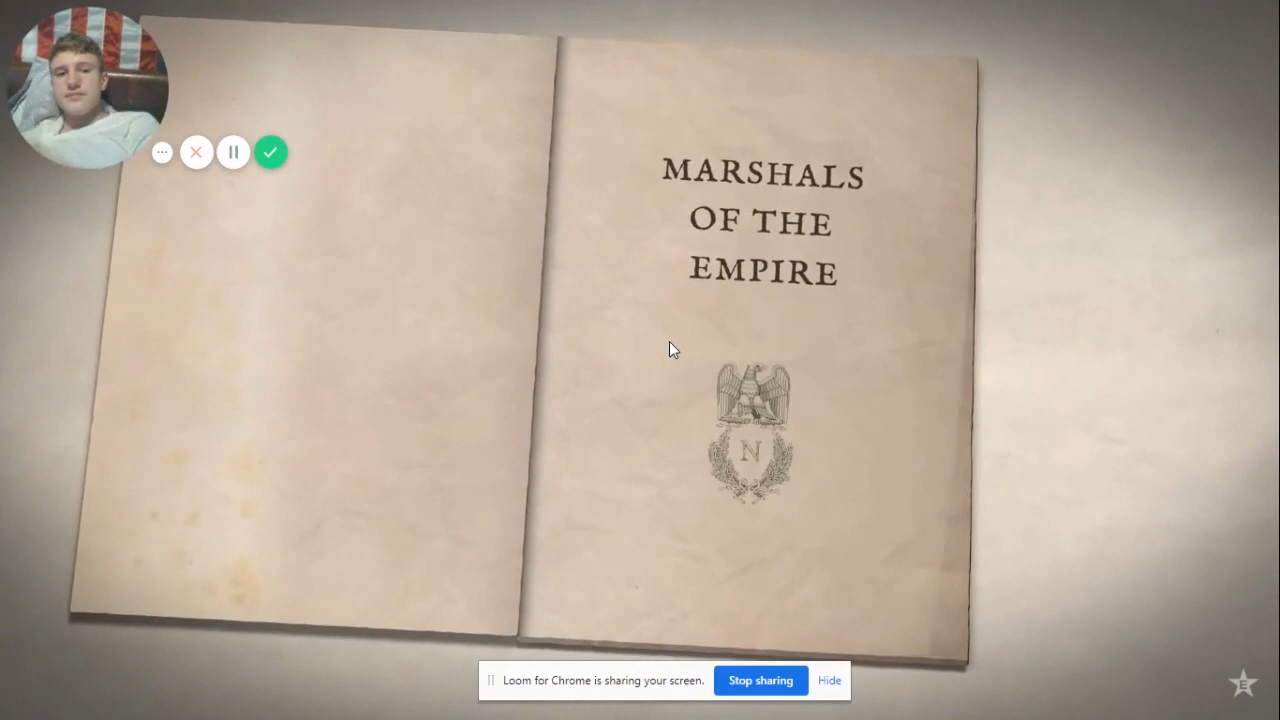 MARSHALS
OF THE
EMPIRE
N
Loom for Chrome is sharing your screen. Stop sharing Hide
E